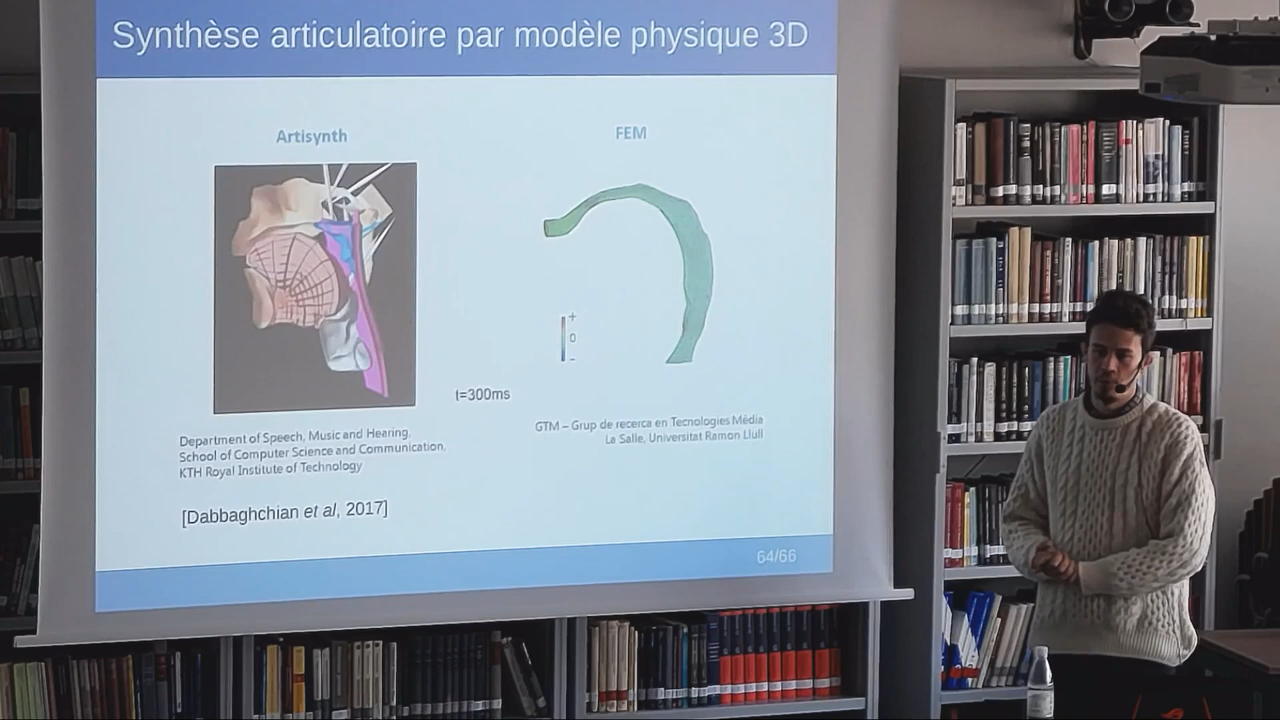 Synthèse articulatoire par modèle physique 3D
Artisynth
FEM
+
0
-
t=300ms
Department of Speech, Music and Hearing,
School of Computer Science and Communication,
KTH Royal Institute of Technology
GTM – Grup de recerca en Tecnologies Mèdia
La Salle, Universitat Ramon Llull
[Dabbaghchian et al, 2017]
64/66